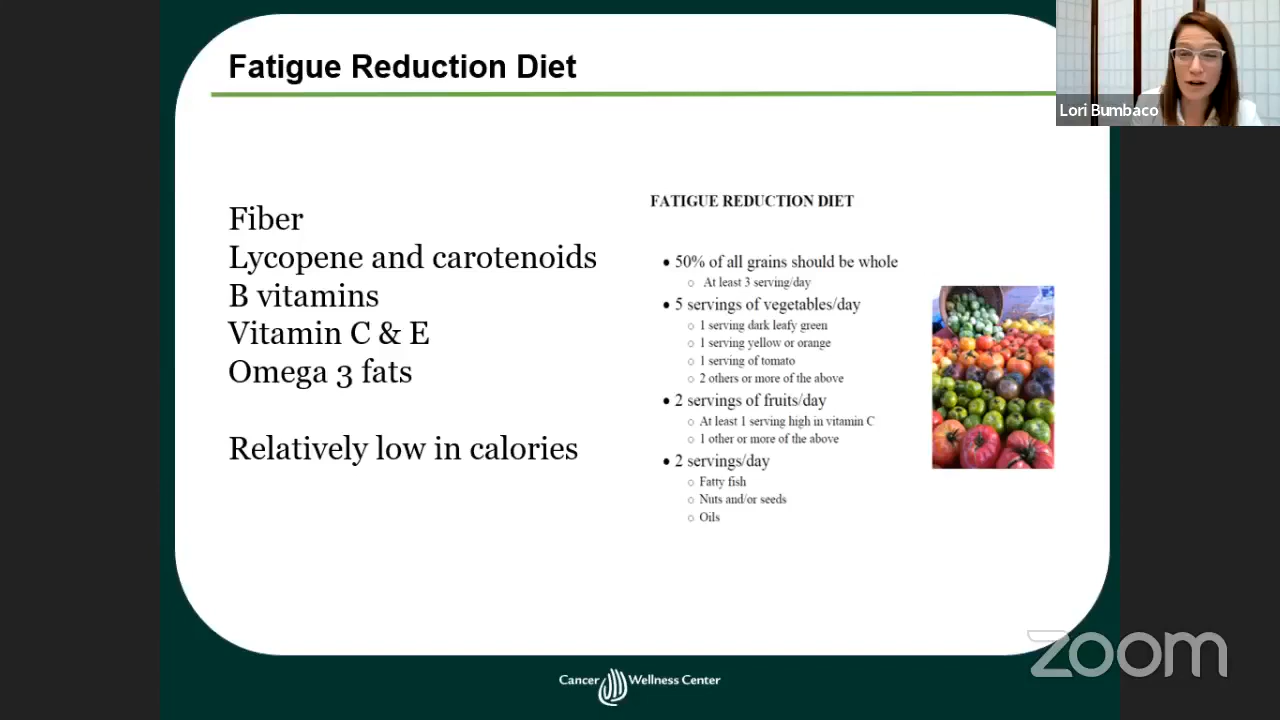 Fatigue Reduction Diet
Lori Bumbaco
Fiber
Lycopene and carotenoids
B vitamins
Vitamin C & E
Omega 3 fats
Relatively low in calories
FATIGUE REDUCTION DIET
• 50% of all grains should be whole
○ At least 3 serving/day
• 5 servings of vegetables/day
○ 1 serving dark leafy green
○ 1 serving yellow or orange
○ 1 serving of tomato
○ 2 others or more of the above
• 2 servings of fruits/day
○ At least 1 serving high in vitamin C
○ 1 other or more of the above
• 2 servings/day
○ Fatty fish
○ Nuts and/or seeds
○ Oils
zoom
Cancer Wellness Center